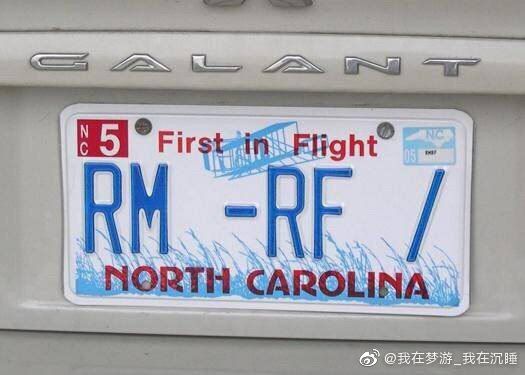 GALANT
NC 5 First in Flight NC
05
RM -RF /
NORTH CAROLINA
@我在梦游_我在沉睡